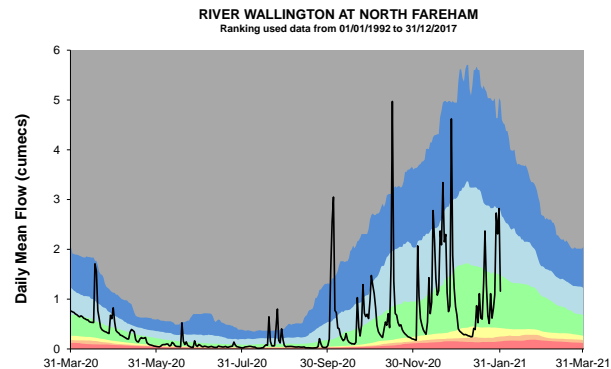 RIVER WALLINGTON AT NORTH FAREHAM
Ranking used data from 01/01/1992 to 31/12/2017
Daily Mean Flow (cumecs)
6
5
4
3
2
1
0
31-Mar-20 31-May-20 31-Jul-20 30-Sep-20 30-Nov-20 31-Jan-21 31-Mar-21